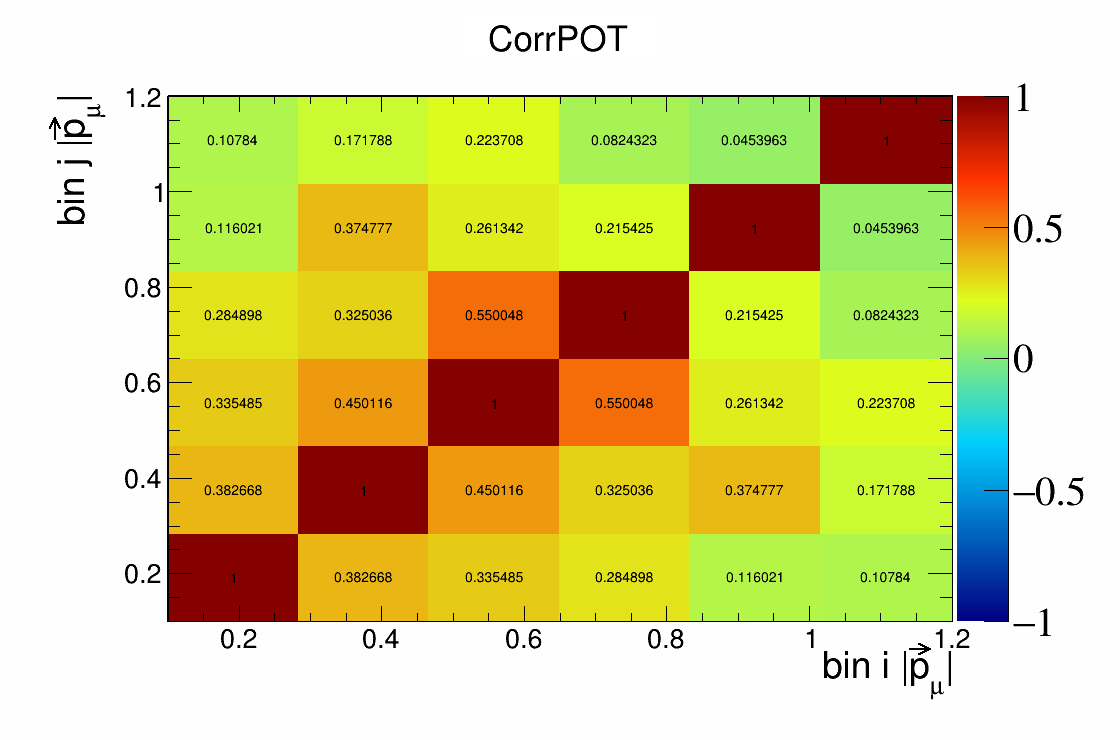 CorrPOT
bin j |p⃗μ|
1.2 0.10784 0.171788 0.223708 0.0824323 0.0453963 1 1
1 0.116021 0.374777 0.261342 0.215425 1 0.0453963 0.5
0.8 0.284898 0.325036 0.550048 1 0.215425 0.0824323 0
0.6 0.335485 0.450116 1 0.550048 0.261342 0.223708
0.4 0.382668 1 0.450116 0.325036 0.374777 0.171788 −0.5
0.2 1 0.382668 0.335485 0.284898 0.116021 0.10784 −1
0.2 0.4 0.6 0.8 1 1.2
bin i |p⃗μ|